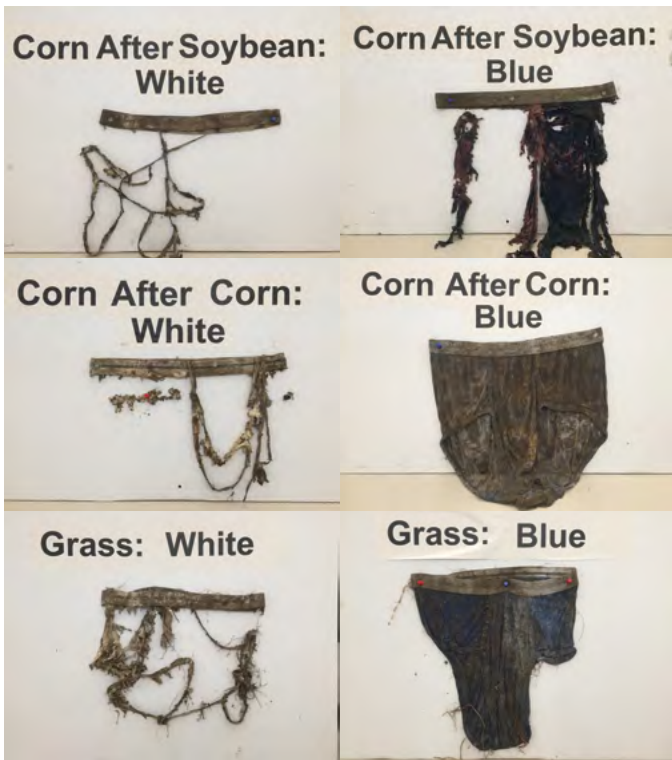 Corn After Soybean:
White
Corn After Soybean:
Blue
Corn After Corn:
White
Corn After Corn:
Blue
Grass: White
Grass: Blue